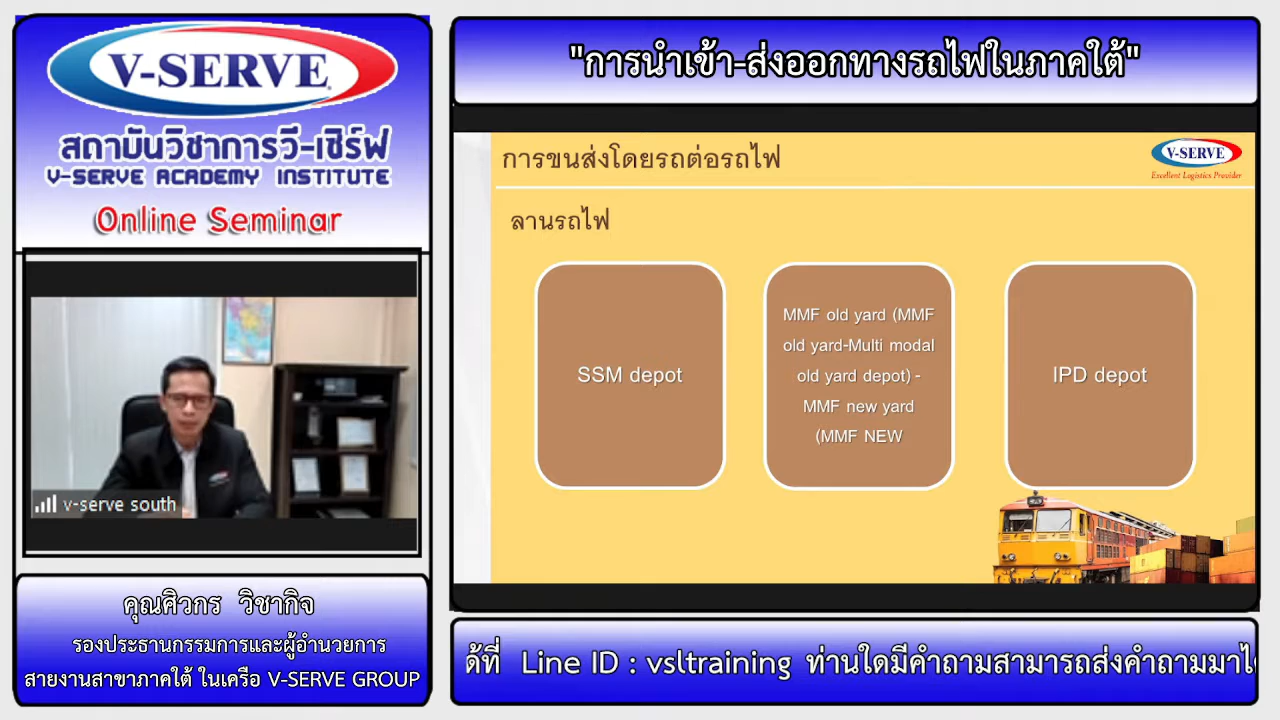 V-SERVE
สถาบันวิชาการวี-เซิร์ฟ
V-SERVE ACADEMY INSTITUTE
Online Seminar
v-serve south
คุณศิวกร วิชากิจ
รองประธานกรรมการและผู้อำนวยการ
สายงานสาขาภาคใต้ ในเครือ V-SERVE GROUP
"การนำเข้า-ส่งออกทางรถไฟในภาคใต้"
การขนส่งโดยรถต่อรถไฟ
V-SERVE
Excellent Logistics Provider
ลานรถไฟ
SSM depot
MMF old yard (MMF
old yard-Multi modal
old yard depot) -
MMF new yard
(MMF NEW
IPD depot
ด้ที่ Line ID : vsltraining ท่านใดมีคำถามสามารถส่งคำถามมาได